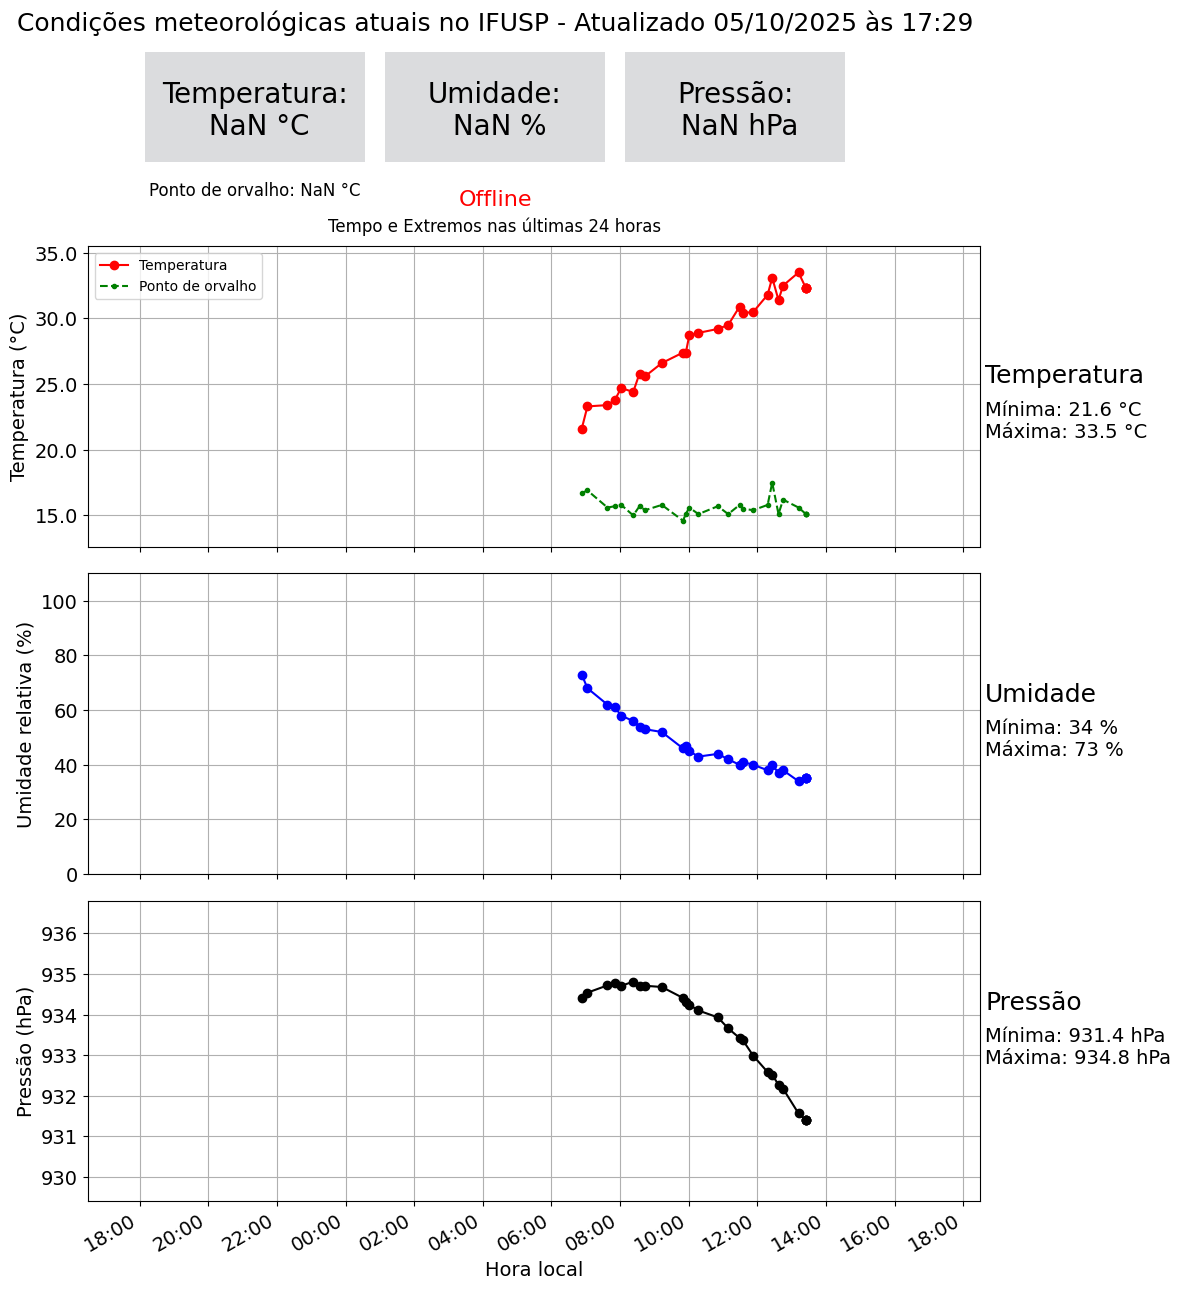 Condições meteorológicas atuais no IFUSP - Atualizado 05/10/2025 às 17:29
Temperatura:
NaN °C
Umidade:
NaN %
Pressão:
NaN hPa
Ponto de orvalho: NaN °C
Offline
Tempo e Extremos nas últimas 24 horas
Temperatura (°C)
35.0
30.0
25.0
20.0
15.0
Temperatura
Ponto de orvalho
Temperatura
Mínima: 21.6 °C
Máxima: 33.5 °C
Umidade relativa (%)
100
80
60
40
20
0
Umidade
Mínima: 34 %
Máxima: 73 %
Pressão (hPa)
936
935
934
933
932
931
930
Pressão
Mínima: 931.4 hPa
Máxima: 934.8 hPa
18:00
20:00
22:00
00:00
02:00
04:00
06:00
08:00
10:00
12:00
14:00
16:00
18:00
Hora local